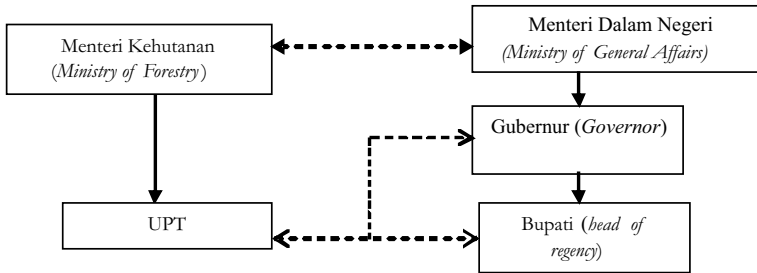 Menteri Kehutanan
(Ministry of Forestry)
Menteri Dalam Negeri
(Ministry of General Affairs)
Gubernur (Governor)
UPT
Bupati (head of
regency)